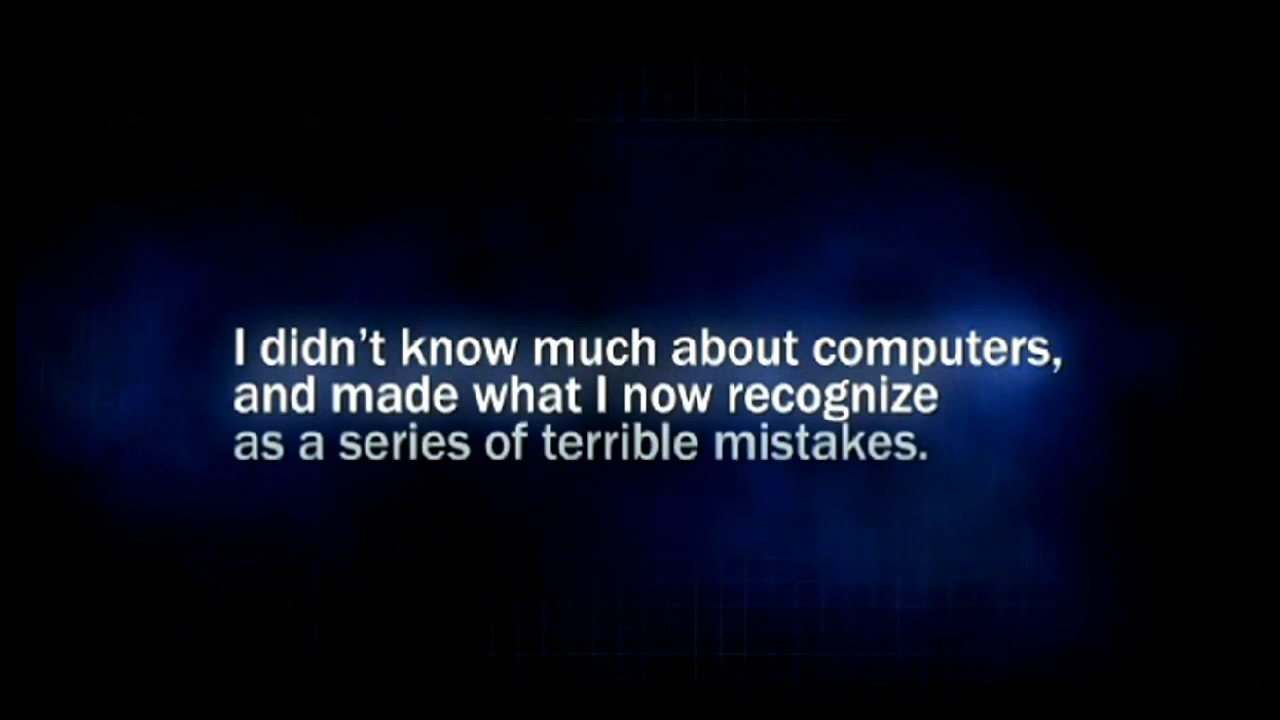 I didn’t know much about computers,
and made what I now recognize
as a series of terrible mistakes.